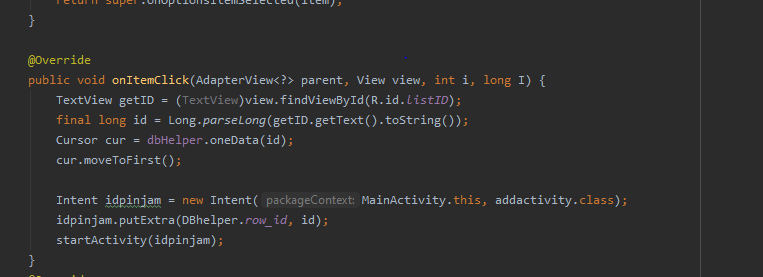 return super.onOptionsItemSelected(item);
}
@Override
public void onItemClick(AdapterView<?> parent, View view, int i, long I) {
TextView getID = (TextView)view.findViewById(R.id.listID);
final long id = Long.parseLong(getID.getText().toString());
Cursor cur = dbHelper.oneData(id);
cur.moveToFirst();
Intent idpinjam = new Intent( packageContext: MainActivity.this, addactivity.class);
idpinjam.putExtra(DBhelper.row_id, id);
startActivity(idpinjam);
}
@Override